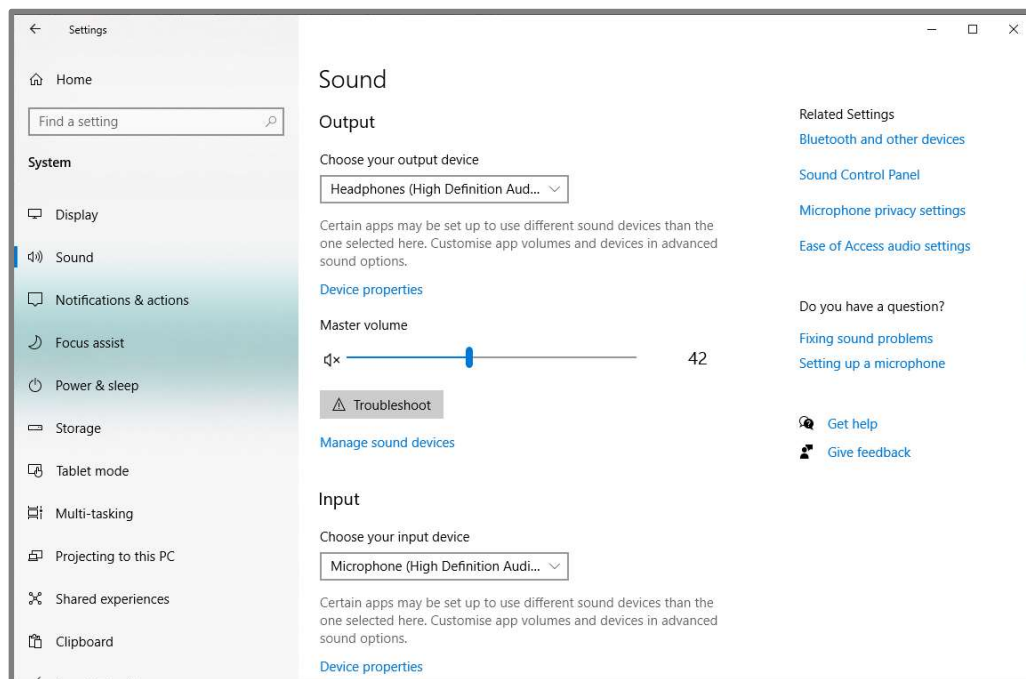 Settings
Home
Find a setting
System
Display
Sound
Notifications & actions
Focus assist
Power & sleep
Storage
Tablet mode
Multi-tasking
Projecting to this PC
Shared experiences
Clipboard
Sound
Output
Choose your output device
Headphones (High Definition Aud...
Certain apps may be set up to use different sound devices than the
one selected here. Customise app volumes and devices in advanced
sound options.
Device properties
Master volume
42
Troubleshoot
Manage sound devices
Input
Choose your input device
Microphone (High Definition Audi...
Certain apps may be set up to use different sound devices than the
one selected here. Customise app volumes and devices in advanced
sound options.
Device properties
Related Settings
Bluetooth and other devices
Sound Control Panel
Microphone privacy settings
Ease of Access audio settings
Do you have a question?
Fixing sound problems
Setting up a microphone
Get help
Give feedback